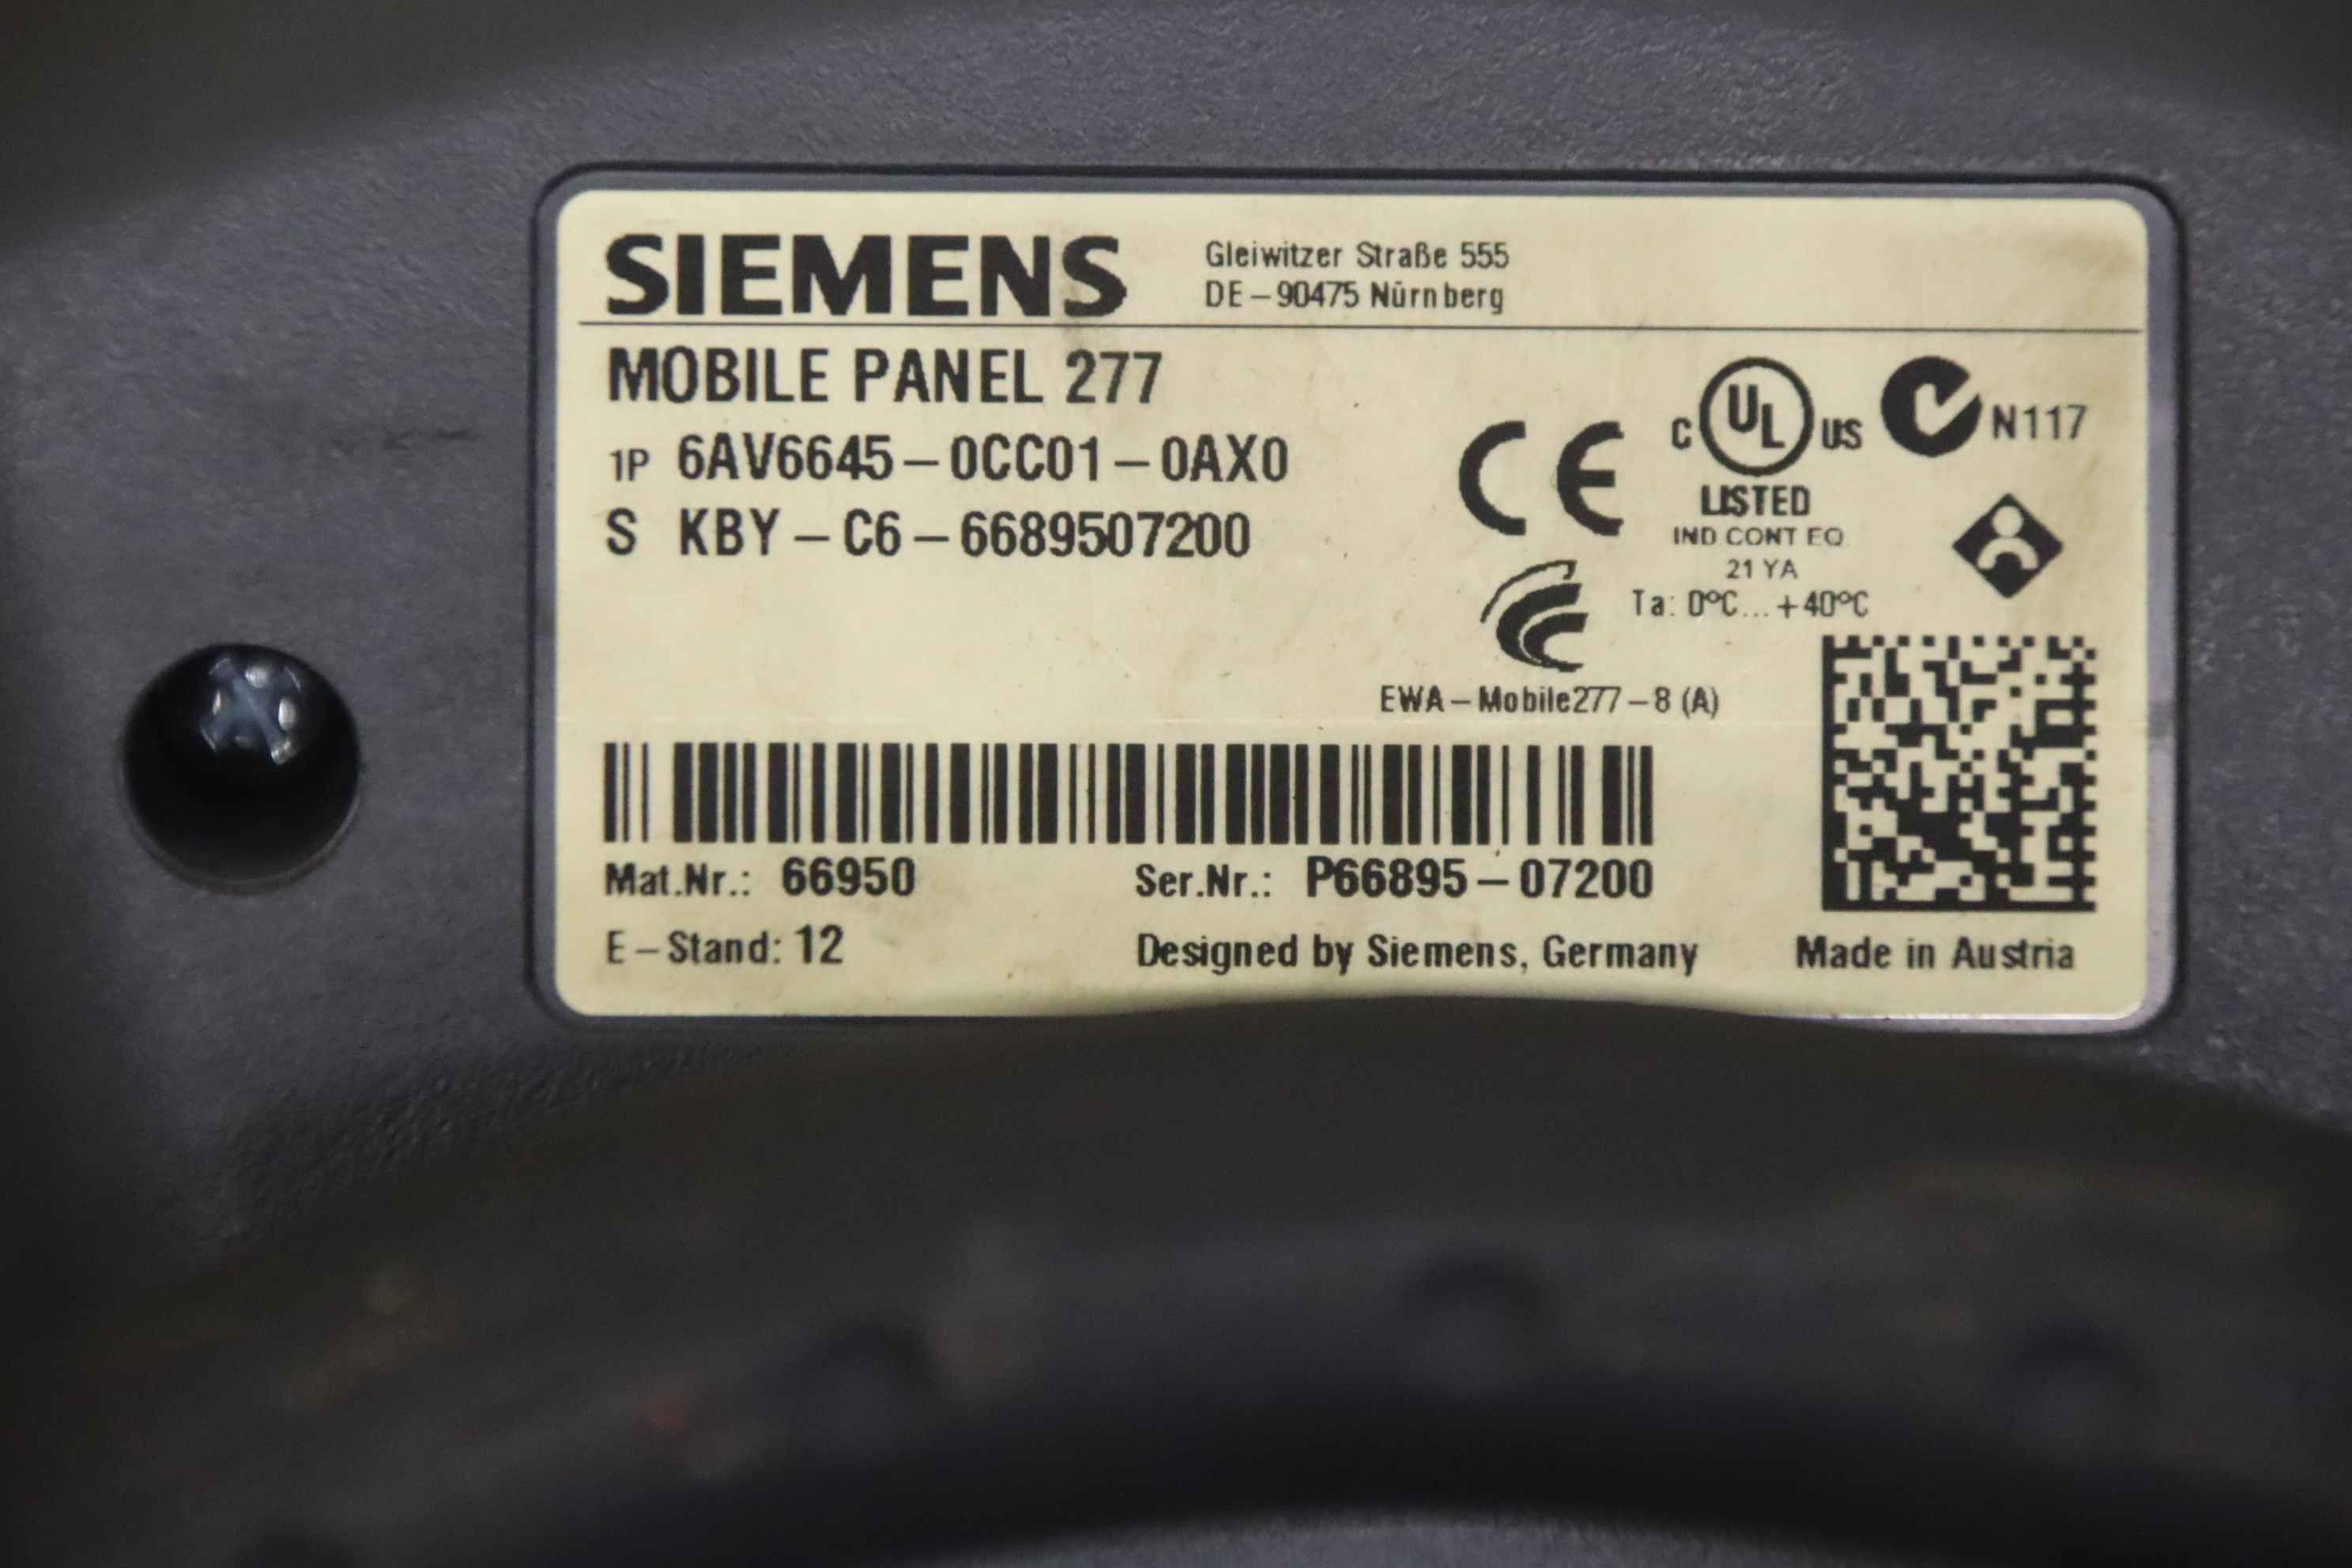 SIEMENS
Gleiwitzer Straße 555
DE-90475 Nürnberg
MOBILE PANEL 277
1P 6AV6645-0CC01-0AX0
S KBY-C6-6689507200
CE
C UL US
LISTED
IND CONT EQ
21 YA
Ta: 0°C...+40°C
N117
EWA-Mobile277-8 (A)
Mat.Nr.: 66950
Ser.Nr.: P66895-07200
E-Stand: 12
Designed by Siemens, Germany
Made in Austria